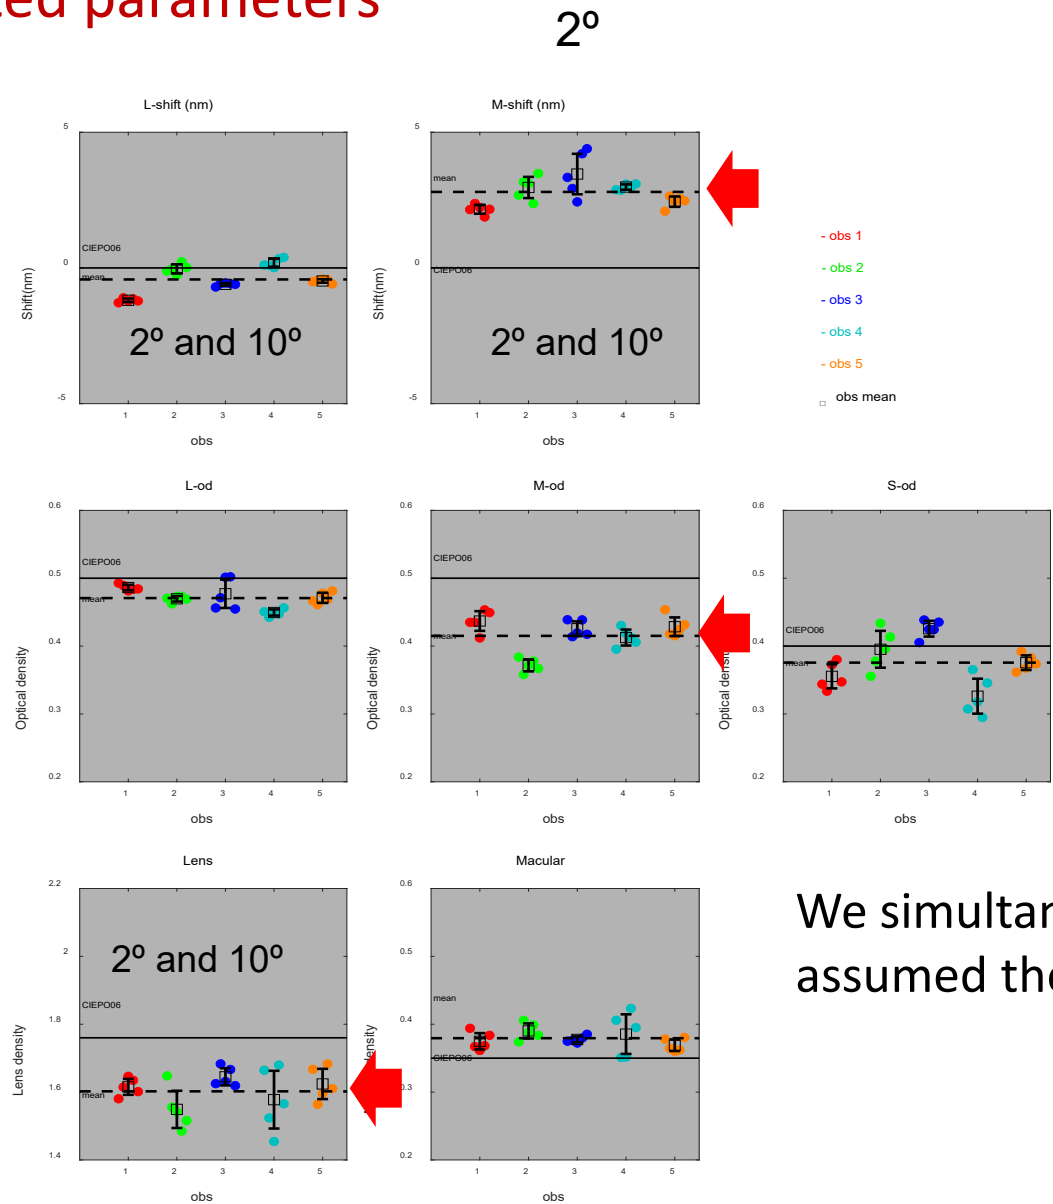 ted parameters
2º
L-shift (nm)
5
CIEPO06
0
mean
-5
Shift(nm)
2º and 10º
1 2 3 4 5
obs
M-shift (nm)
5
mean
0
CIEPO06
-5
Shift(nm)
2º and 10º
1 2 3 4 5
obs
- obs 1
- obs 2
- obs 3
- obs 4
- obs 5
obs mean
L-od
0.6
CIEPO06
0.5
mean
0.4
0.3
0.2
Optical density
1 2 3 4 5
obs
M-od
0.6
CIEPO06
0.5
0.4
mean
0.3
0.2
Optical density
1 2 3 4 5
obs
S-od
0.6
0.5
CIEPO06
0.4
mean
0.3
0.2
Optical density
1 2 3 4 5
obs
Lens
2.2
2
2º and 10º
CIEPO06
1.8
1.6
mean
1.4
Lens density
1 2 3 4 5
obs
Macular
0.6
0.5
mean
0.4
CIEPO06
0.3
0.2
density
1 2 3 4 5
obs
We simultan
assumed the